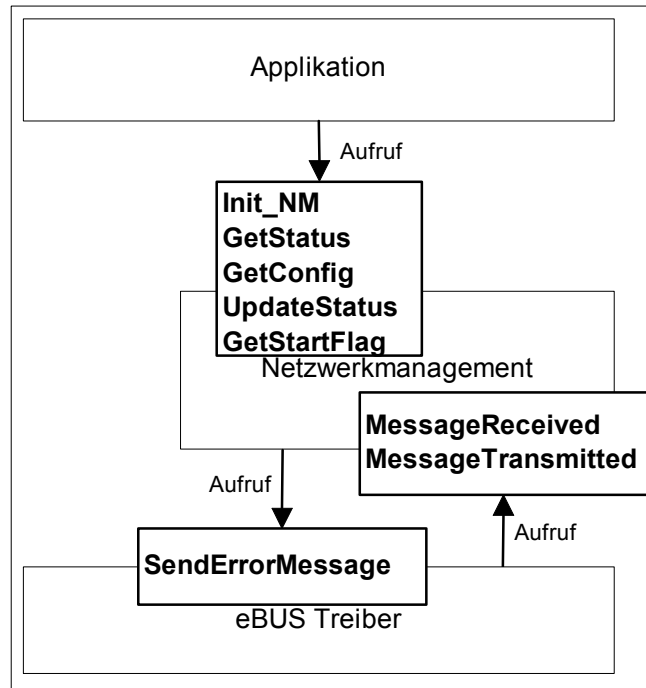 Applikation
Aufruf
Init_NM
GetStatus
GetConfig
UpdateStatus
GetStartFlag
Netzwerkmanagement
MessageReceived
MessageTransmitted
Aufruf
Aufruf
SendErrorMessage
eBUS Treiber